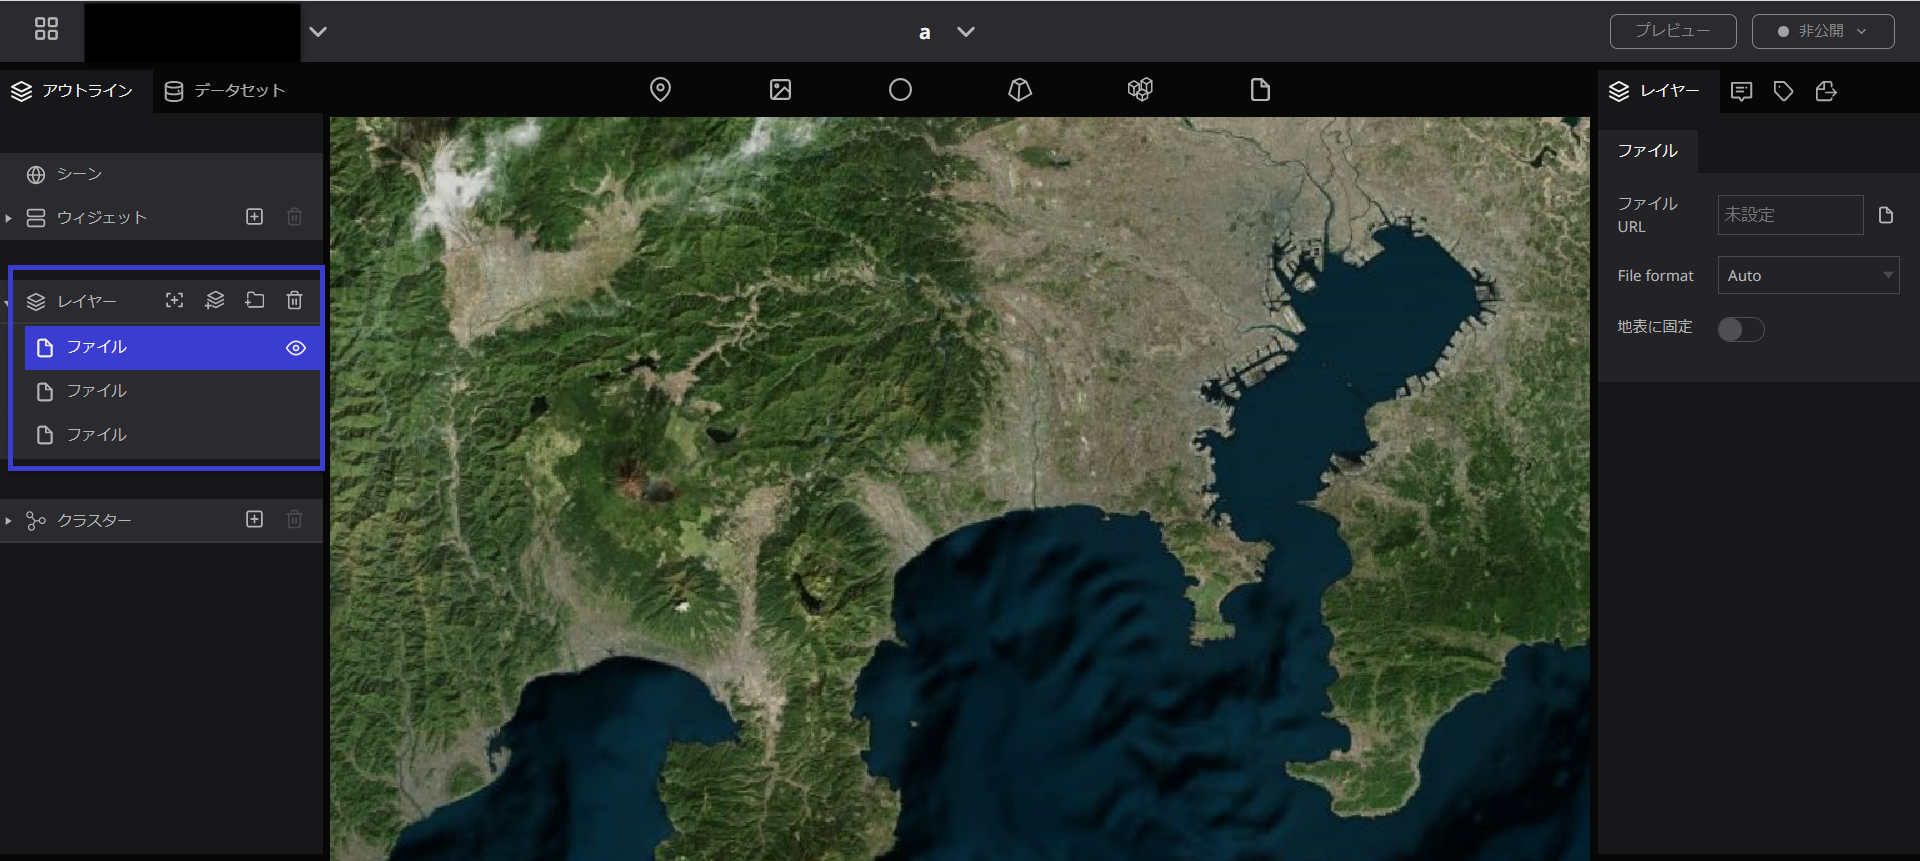 a
プレビュー
非公開
アウトライン
データセット
シーン
ウィジェット
レイヤー
ファイル
ファイル
ファイル
クラスター
レイヤー
ファイル
ファイル
URL
未設定
File format
Auto
地表に固定